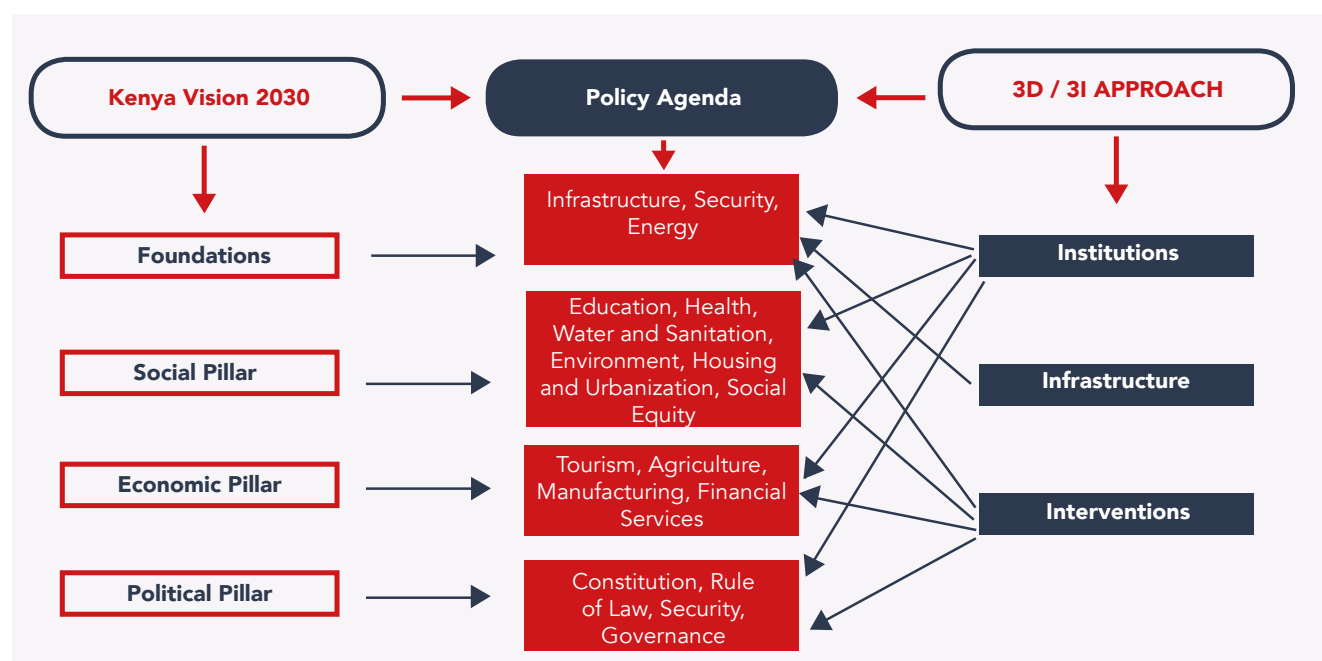 Kenya Vision 2030
Policy Agenda
3D / 3I APPROACH
Foundations
Infrastructure, Security,
Energy
Institutions
Social Pillar
Education, Health,
Water and Sanitation,
Environment, Housing
and Urbanization, Social
Equity
Infrastructure
Economic Pillar
Tourism, Agriculture,
Manufacturing, Financial
Services
Interventions
Political Pillar
Constitution, Rule
of Law, Security,
Governance